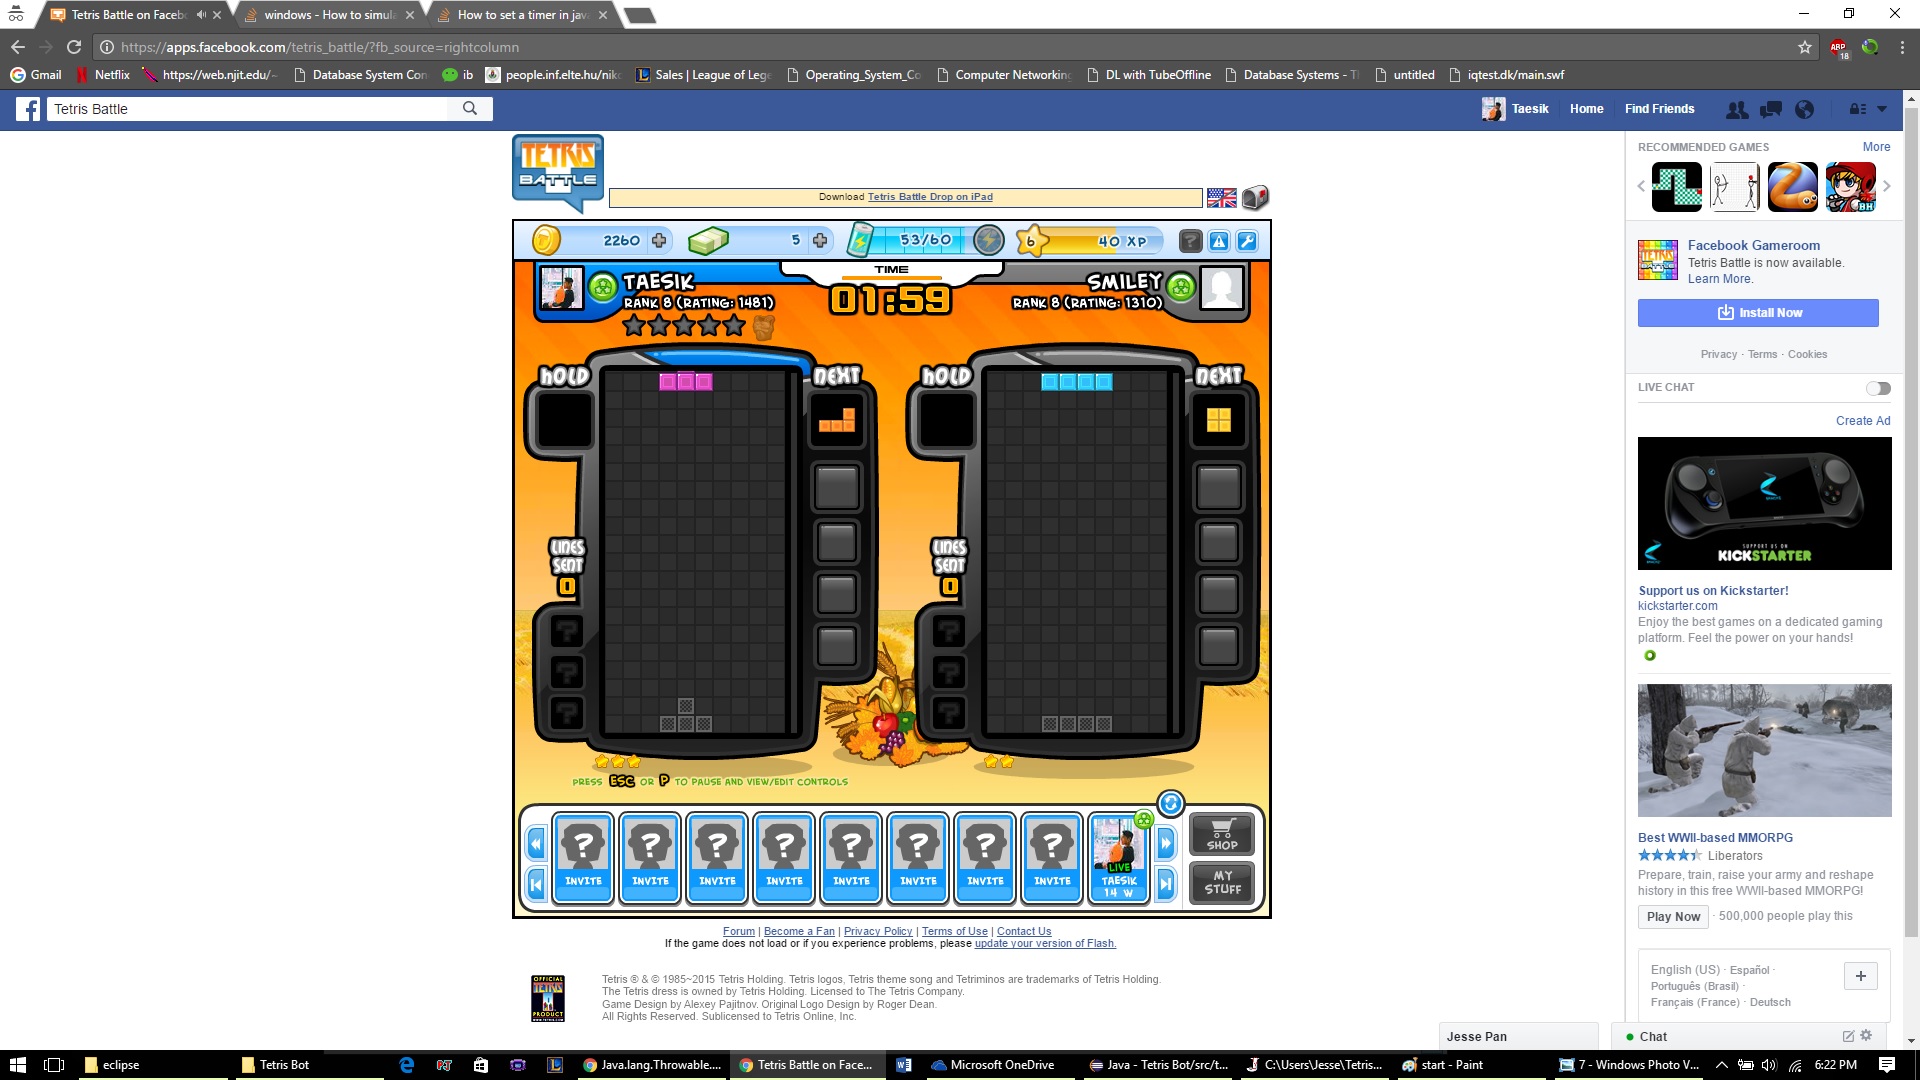 Tetris Battle on Facebo
windows - How to simula
How to set a timer in java
https://apps.facebook.com/tetris_battle/?fb_source=rightcolumn
ABP
18
Gmail
Netflix
https://web.njit.edu/~
Database System Con
ib
people.inf.elte.hu/nik
Sales | League of Lege
Operating_System_Co
Computer Networking
DL with TubeOffline
Database Systems - T
untitled
iqtest.dk/main.swf
Tetris Battle
Taesik
Home
Find Friends
TETRIS
BATTLE
Download Tetris Battle Drop on iPad
2260
5
53/60
6
40 XP
?
TAESIK
RANK 8 (RATING: 1481)
TIME
01:59
SMILEY
RANK 8 (RATING: 1310)
HOLD
NEXT
HOLD
NEXT
LINES
SENT
0
LINES
SENT
0
PRESS ESC OR P TO PAUSE AND VIEW/EDIT CONTROLS
INVITE
INVITE
INVITE
INVITE
INVITE
INVITE
INVITE
INVITE
LIVE
TAESIK
14 W
SHOP
MY
STUFF
Forum | Become a Fan | Privacy Policy | Terms of Use | Contact Us
If the game does not load or if you experience problems, please update your version of Flash.
OFFICIAL
TETRIS
PRODUCT
Tetris ® & © 1985~2015 Tetris Holding. Tetris logos, Tetris theme song and Tetriminos are trademarks of Tetris Holding.
The Tetris dress is owned by Tetris Holding. Licensed to The Tetris Company.
Game Design by Alexey Pajitnov. Original Logo Design by Roger Dean.
All Rights Reserved. Sublicensed to Tetris Online, Inc.
RECOMMENDED GAMES
More
BH
Facebook Gameroom
Tetris Battle is now available.
Learn More.
Install Now
Privacy · Terms · Cookies
LIVE CHAT
Create Ad
SUPPORT US ON
KICKSTARTER
Support us on Kickstarter!
kickstarter.com
Enjoy the best games on a dedicated gaming
platform. Feel the power on your hands!
Best WWII-based MMORPG
Liberators
Prepare, train, raise your army and reshape
history in this free WWII-based MMORPG!
Play Now · 500,000 people play this
English (US) · Español ·
Português (Brasil) ·
Français (France) · Deutsch
Jesse Pan
Chat
eclipse
Tetris Bot
Java.lang.Throwable....
Tetris Battle on Face...
Microsoft OneDrive
Java - Tetris Bot/src/t...
C:\Users\Jesse\Tetris...
start - Paint
7 - Windows Photo V...
6:22 PM